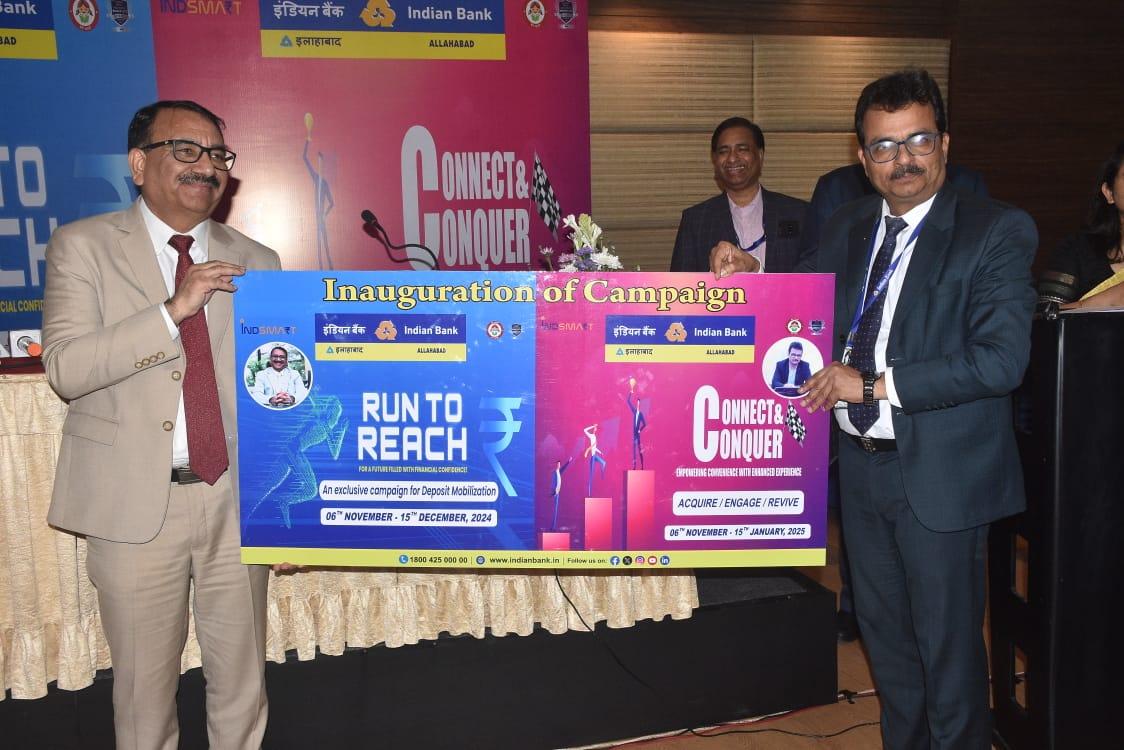 INDSMART
इंडियन बैंक Indian Bank
इलाहाबाद ALLAHABAD
BAD
TO
CH
CONNECT&
CONQUER
Inauguration of Campaign
INDSMART
इंडियन बैंक Indian Bank
इलाहाबाद ALLAHABAD
RUN TO
REACH
₹
FOR A FUTURE FILLED WITH FINANCIAL CONFIDENCE!
An exclusive campaign for Deposit Mobilization
06TH NOVEMBER - 15TH DECEMBER, 2024
INDSMART
इंडियन बैंक Indian Bank
इलाहाबाद ALLAHABAD
CONNECT&
CONQUER
EMPOWERING CONVENIENCE WITH ENHANCED EXPERIENCE
ACQUIRE / ENGAGE / REVIVE
06TH NOVEMBER - 15TH JANUARY, 2025
1800 425 000 00 | www.indianbank.in | Follow us on: